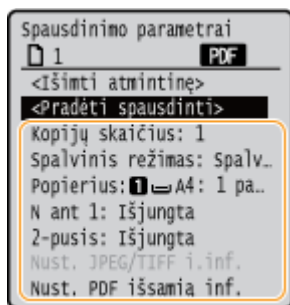 Spausdinimo parametrai
1 PDF
<Išimti atmintinę>
<Pradėti spausdinti>
Kopijų skaičius: 1
Spalvinis režimas: Spalv…
Popierius: 1 A4: 1 pa…
N ant 1: Išjungta
2-pusis: Išjungta
Nust. JPEG/TIFF i.inf.
Nust. PDF išsamią inf.